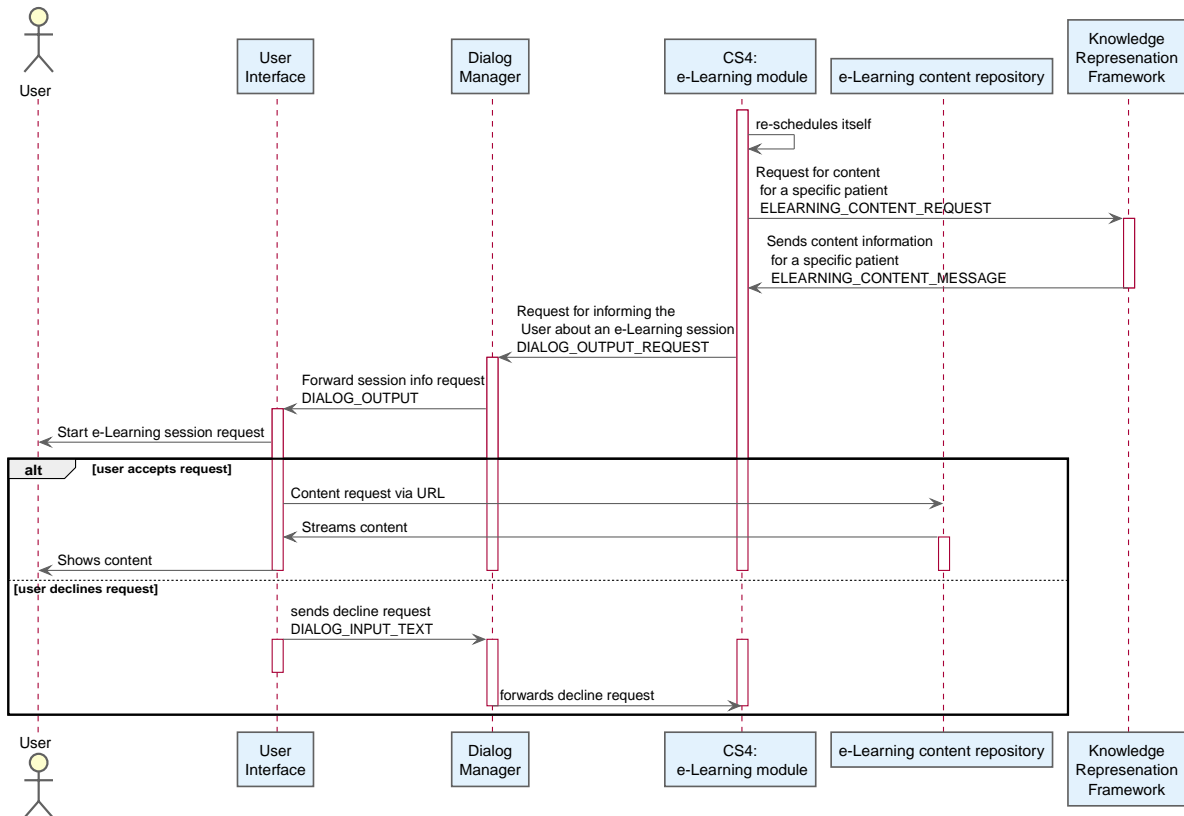 User
User
Interface
Dialog
Manager
CS4:
e-Learning module
e-Learning content repository
Knowledge
Represenation
Framework
re-schedules itself
Request for content
for a specific patient
ELEARNING_CONTENT_REQUEST
Sends content information
for a specific patient
ELEARNING_CONTENT_MESSAGE
Request for informing the
User about an e-Learning session
DIALOG_OUTPUT_REQUEST
Forward session info request
DIALOG_OUTPUT
Start e-Learning session request
alt [user accepts request]
Content request via URL
Streams content
Shows content
[user declines request]
sends decline request
DIALOG_INPUT_TEXT
forwards decline request
User
User
Interface
Dialog
Manager
CS4:
e-Learning module
e-Learning content repository
Knowledge
Represenation
Framework